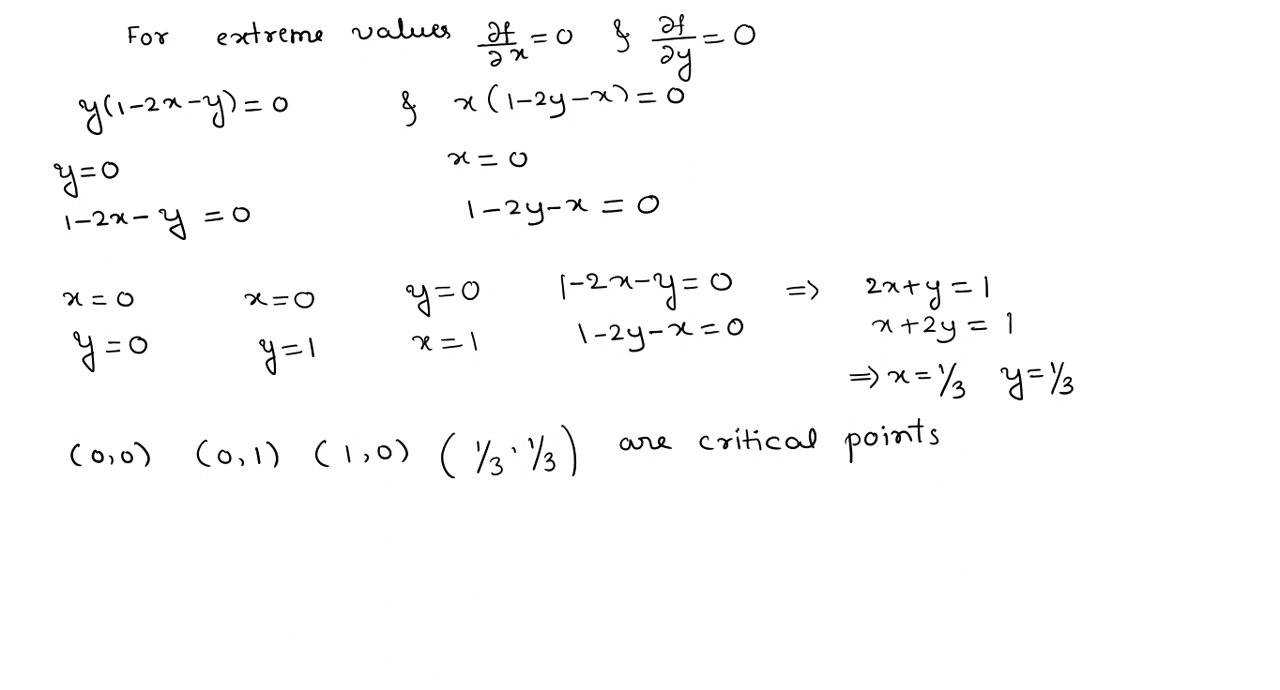 For extreme values ∂f/∂x = 0 & ∂f/∂y = 0
y(1-2x-y) = 0 & x(1-2y-x) = 0
y=0 x = 0
1-2x-y = 0 1-2y-x = 0
x = 0 x=0 y=0 1-2x-y=0 => 2x+y = 1
y=0 y=1 x=1 1-2y-x=0 x+2y = 1
=> x = 1/3 y = 1/3
(0,0) (0,1) (1,0) (1/3, 1/3) are critical points